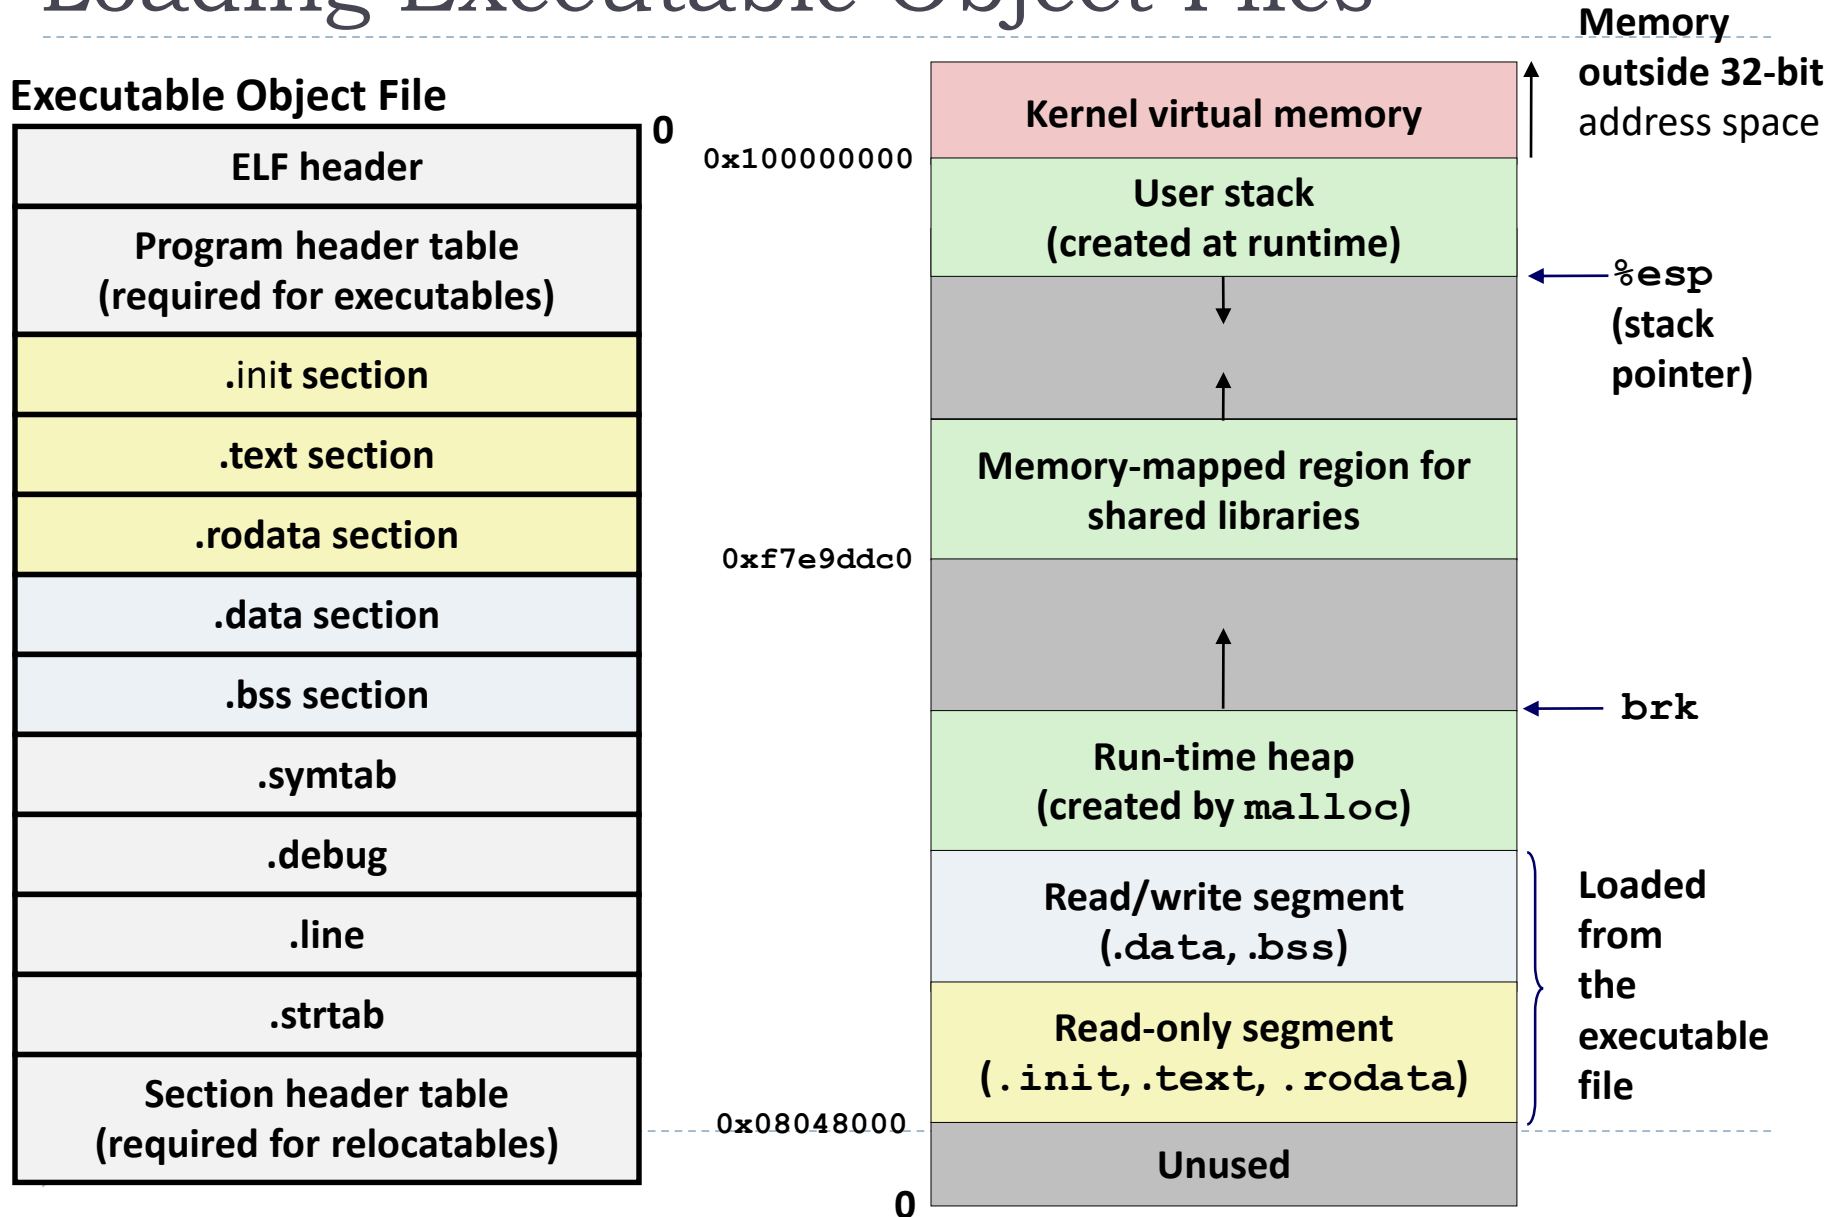 Loading Executable Object Files
Executable Object File
0
ELF header
Program header table
(required for executables)
.init section
.text section
.rodata section
.data section
.bss section
.symtab
.debug
.line
.strtab
Section header table
(required for relocatables)
0x100000000
0xf7e9ddc0
0x08048000
0
Kernel virtual memory
User stack
(created at runtime)
Memory-mapped region for
shared libraries
Run-time heap
(created by malloc)
Read/write segment
(.data, .bss)
Read-only segment
(.init, .text, .rodata)
Unused
Memory
outside 32-bit
address space
%esp
(stack
pointer)
brk
Loaded
from
the
executable
file